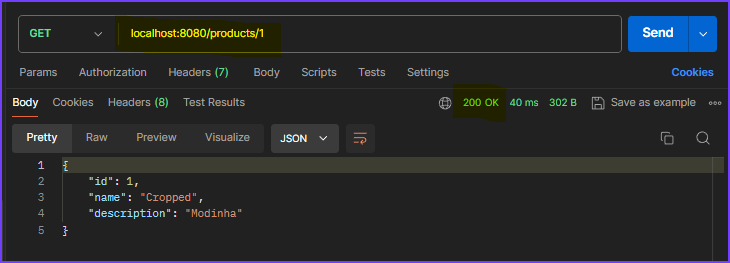 GET localhost:8080/products/1 Send
Params Authorization Headers (7) Body Scripts Tests Settings Cookies
Body Cookies Headers (8) Test Results 200 OK 40 ms 302 B Save as example
Pretty Raw Preview Visualize JSON
1 {
2 "id": 1,
3 "name": "Cropped",
4 "description": "Modinha"
5 }